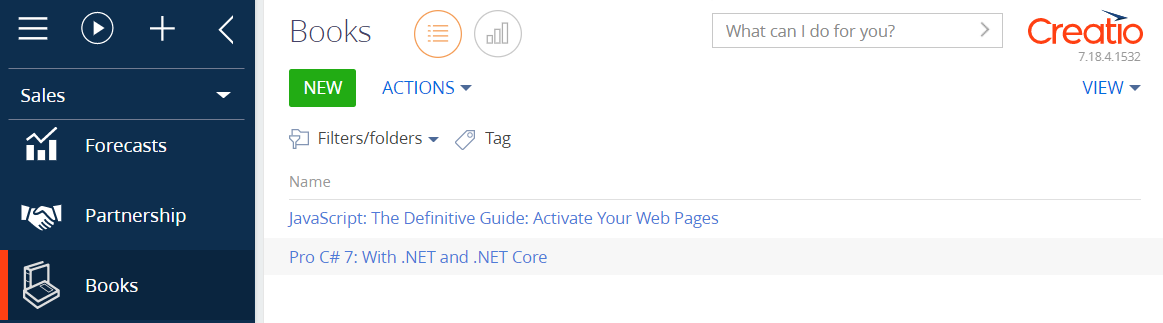 Books
What can I do for you?
Creatio
7.18.4.1532
Sales
NEW
ACTIONS
VIEW
Forecasts
Filters/folders
Tag
Name
Partnership
JavaScript: The Definitive Guide: Activate Your Web Pages
Pro C# 7: With .NET and .NET Core
Books